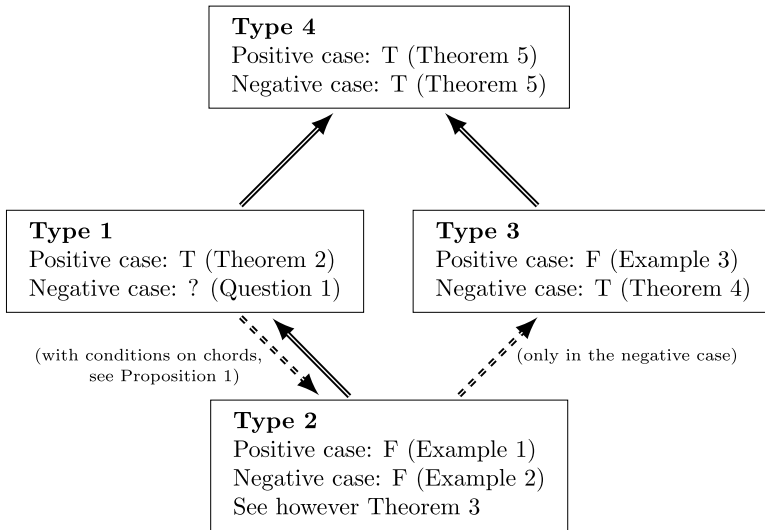 Type 4
Positive case: T (Theorem 5)
Negative case: T (Theorem 5)
Type 1
Positive case: T (Theorem 2)
Negative case: ? (Question 1)
Type 3
Positive case: F (Example 3)
Negative case: T (Theorem 4)
(with conditions on chords,
see Proposition 1)
(only in the negative case)
Type 2
Positive case: F (Example 1)
Negative case: F (Example 2)
See however Theorem 3